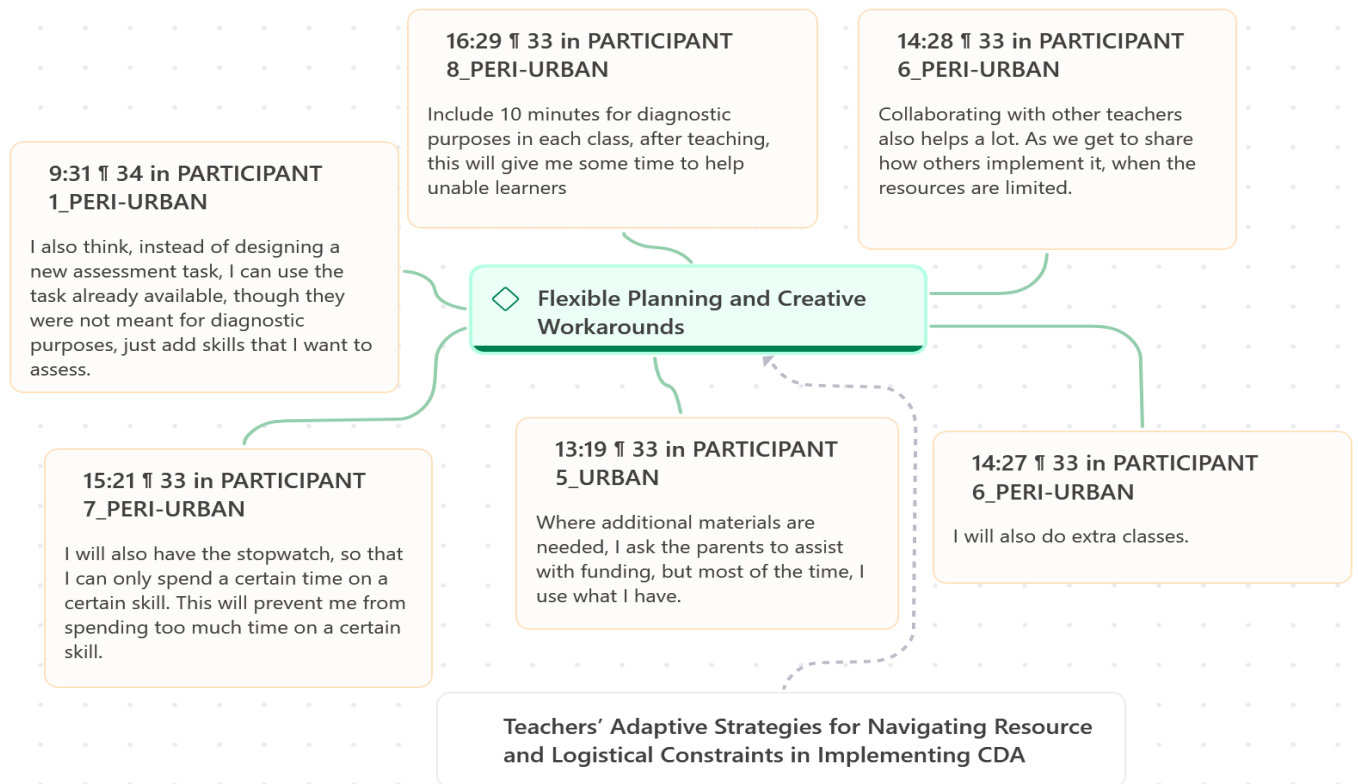 16:29 ¶ 33 in PARTICIPANT
8_PERI-URBAN
Include 10 minutes for diagnostic
purposes in each class, after teaching,
this will give me some time to help
unable learners
14:28 ¶ 33 in PARTICIPANT
6_PERI-URBAN
Collaborating with other teachers
also helps a lot. As we get to share
how others implement it, when the
resources are limited.
9:31 ¶ 34 in PARTICIPANT
1_PERI-URBAN
I also think, instead of designing a
new assessment task, I can use the
task already available, though they
were not meant for diagnostic
purposes, just add skills that I want to
assess.
Flexible Planning and Creative
Workarounds
15:21 ¶ 33 in PARTICIPANT
7_PERI-URBAN
I will also have the stopwatch, so that
I can only spend a certain time on a
certain skill. This will prevent me from
spending too much time on a certain
skill.
13:19 ¶ 33 in PARTICIPANT
5_URBAN
Where additional materials are
needed, I ask the parents to assist
with funding, but most of the time, I
use what I have.
14:27 ¶ 33 in PARTICIPANT
6_PERI-URBAN
I will also do extra classes.
Teachers’ Adaptive Strategies for Navigating Resource
and Logistical Constraints in Implementing CDA